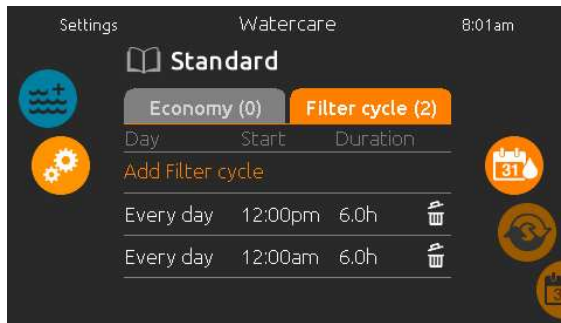 Settings Watercare 8:01am
Standard
Economy (0) Filter cycle (2)
Day Start Duration
Add Filter cycle
31
Every day 12:00pm 6.0h
Every day 12:00am 6.0h